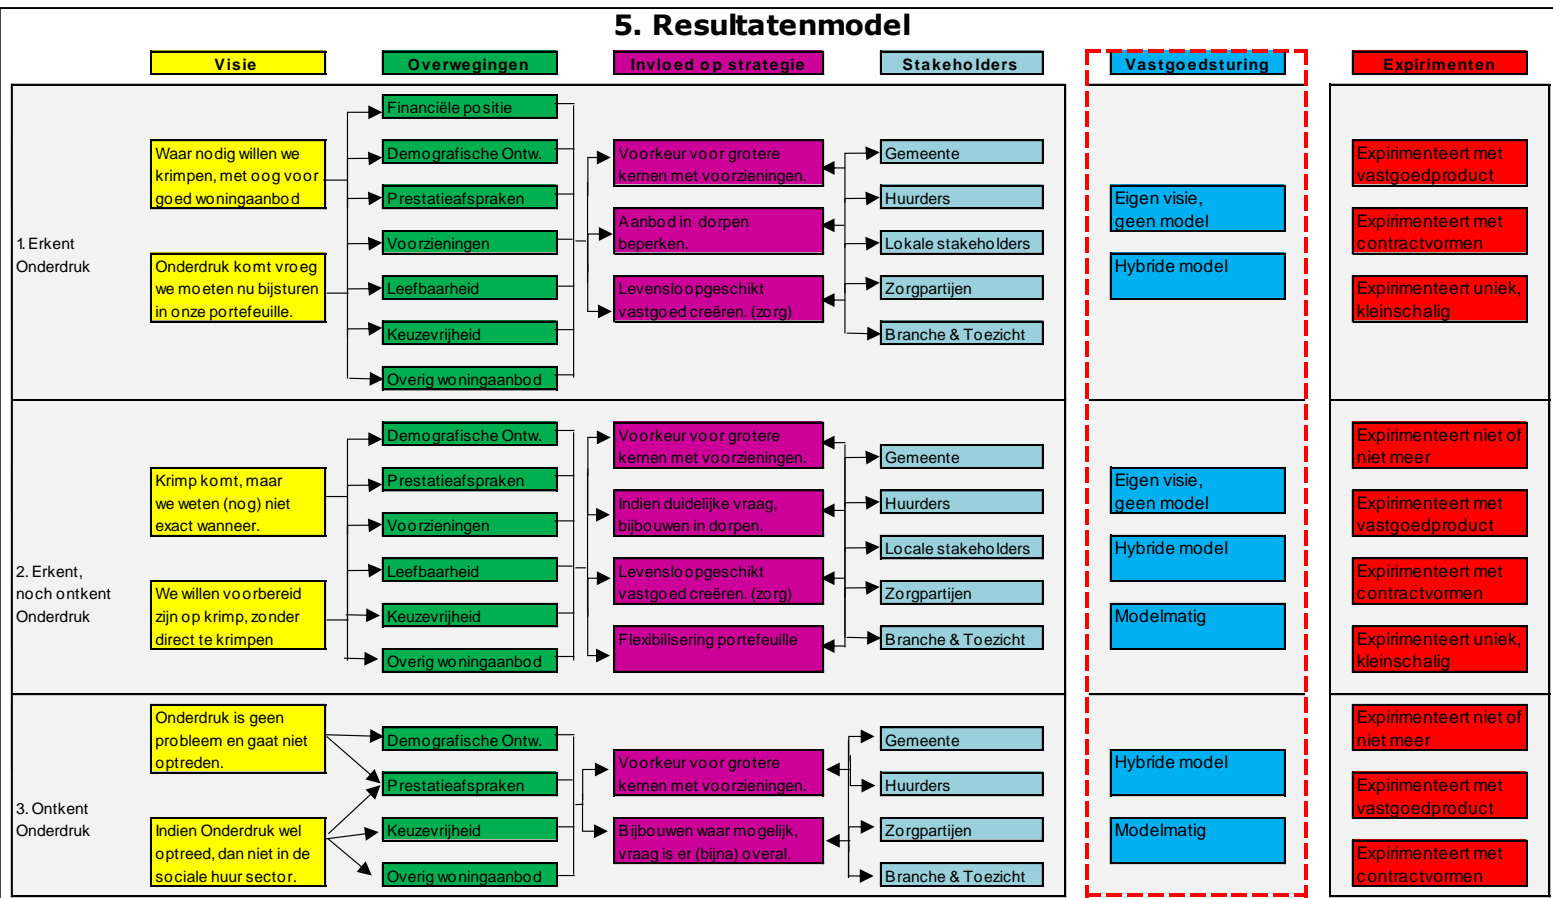 5. Resultatenmodel
Visie
Overwegingen
Invloed op strategie
Stakeholders
Vastgoedsturing
Expirimenten
1. Erkent
Onderdruk
Waar nodig willen we
krimpen, met oog voor
goed woningaanbod
Onderdruk komt vroeg
we moeten nu bijsturen
in onze portefeuille.
Financiële positie
Demografische Ontw.
Prestatieafspraken
Voorzieningen
Leefbaarheid
Keuzevrijheid
Overig woningaanbod
Voorkeur voor grotere
kernen met voorzieningen.
Aanbod in dorpen
beperken.
Levensloopgeschikt
vastgoed creëren. (zorg)
Gemeente
Huurders
Lokale stakeholders
Zorgpartijen
Branche & Toezicht
Eigen visie,
geen model
Hybride model
Expirimenteert met
vastgoedproduct
Expirimenteert met
contractvormen
Expirimenteert uniek,
kleinschalig
2. Erkent,
noch ontkent
Onderdruk
Krimp komt, maar
we weten (nog) niet
exact wanneer.
We willen voorbereid
zijn op krimp, zonder
direct te krimpen
Demografische Ontw.
Prestatieafspraken
Voorzieningen
Leefbaarheid
Keuzevrijheid
Overig woningaanbod
Voorkeur voor grotere
kernen met voorzieningen.
Indien duidelijke vraag,
bijbouwen in dorpen.
Levensloopgeschikt
vastgoed creëren. (zorg)
Flexibilisering portefeuille
Gemeente
Huurders
Locale stakeholders
Zorgpartijen
Branche & Toezicht
Eigen visie,
geen model
Hybride model
Modelmatig
Expirimenteert niet of
niet meer
Expirimenteert met
vastgoedproduct
Expirimenteert met
contractvormen
Expirimenteert uniek,
kleinschalig
3. Ontkent
Onderdruk
Onderdruk is geen
probleem en gaat niet
optreden.
Indien Onderdruk wel
optreed, dan niet in de
sociale huur sector.
Demografische Ontw.
Prestatieafspraken
Keuzevrijheid
Overig woningaanbod
Voorkeur voor grotere
kernen met voorzieningen.
Bijbouwen waar mogelijk,
vraag is er (bijna) overal.
Gemeente
Huurders
Zorgpartijen
Branche & Toezicht
Hybride model
Modelmatig
Expirimenteert niet of
niet meer
Expirimenteert met
vastgoedproduct
Expirimenteert met
contractvormen